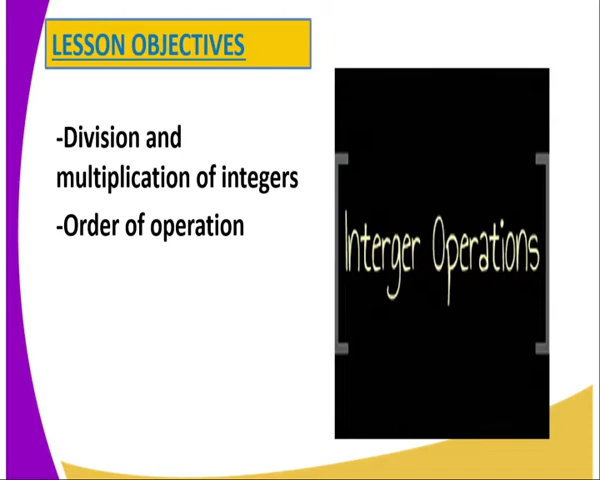 LESSON OBJECTIVES
-Division and
multiplication of integers
-Order of operation
Interger Operations